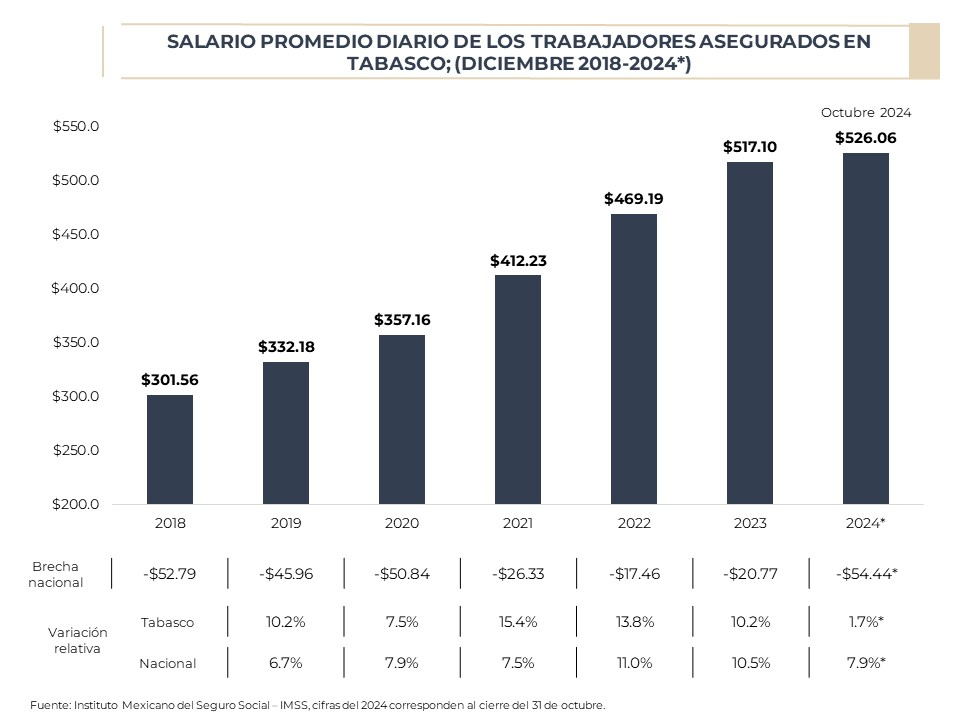 SALARIO PROMEDIO DIARIO DE LOS TRABAJADORES ASEGURADOS EN
TABASCO; (DICIEMBRE 2018-2024*)
Octubre 2024
$550.0
$500.0
$450.0
$400.0
$350.0
$300.0
$250.0
$200.0
$301.56
$332.18
$357.16
$412.23
$469.19
$517.10
$526.06
2018 2019 2020 2021 2022 2023 2024*
Brecha
nacional
-$52.79 -$45.96 -$50.84 -$26.33 -$17.46 -$20.77 -$54.44*
Variación
relativa
Tabasco 10.2% 7.5% 15.4% 13.8% 10.2% 1.7%*
Nacional 6.7% 7.9% 7.5% 11.0% 10.5% 7.9%*
Fuente: Instituto Mexicano del Seguro Social – IMSS, cifras del 2024 corresponden al cierre del 31 de octubre.